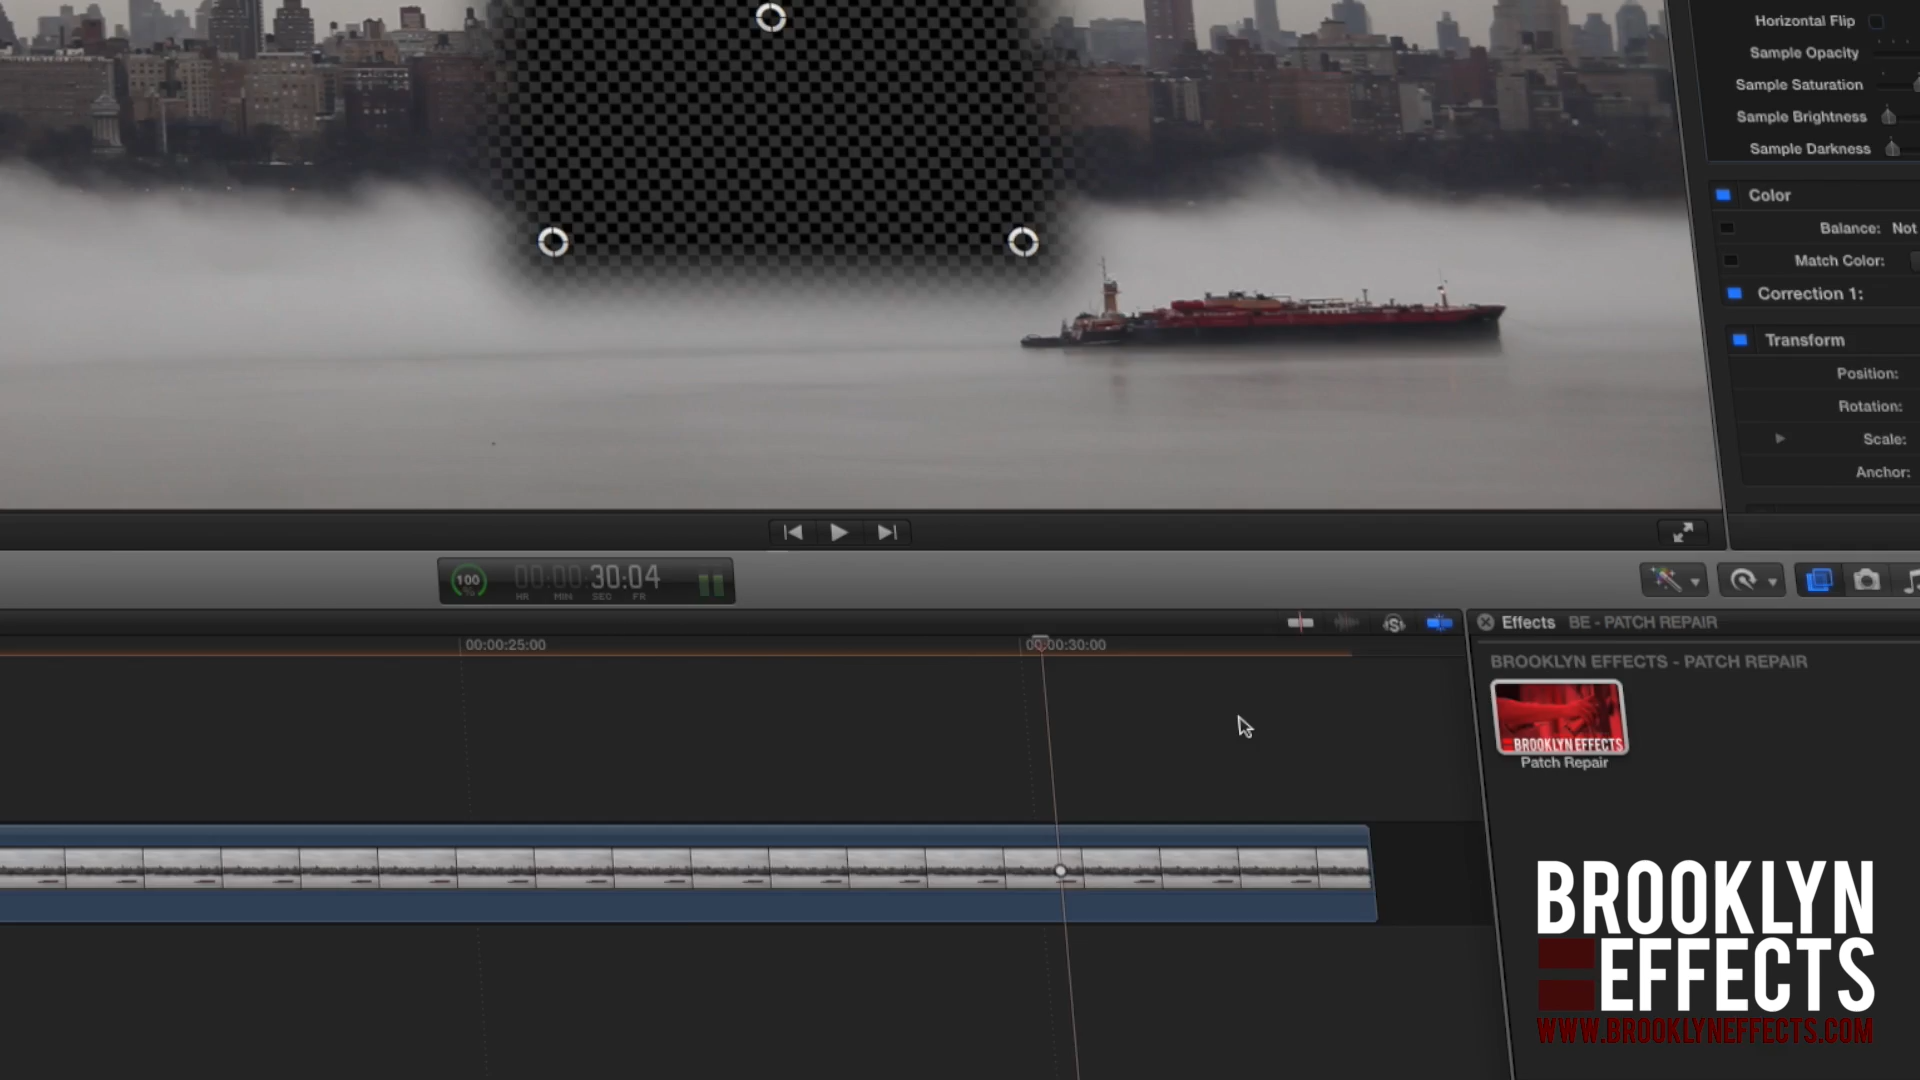 Horizontal Flip
Sample Opacity
Sample Saturation
Sample Brightness
Sample Darkness
Color
Balance: Not
Match Color:
Correction 1:
Transform
Position:
Rotation:
Scale:
Anchor:
100
%
00:00:30:04
HR MIN SEC FR
Effects BE - PATCH REPAIR
00:00:25:00
00:00:30:00
BROOKLYN EFFECTS - PATCH REPAIR
BROOKLYN EFFECTS
Patch Repair
BROOKLYN
EFFECTS
WWW.BROOKLYNEFFECTS.COM